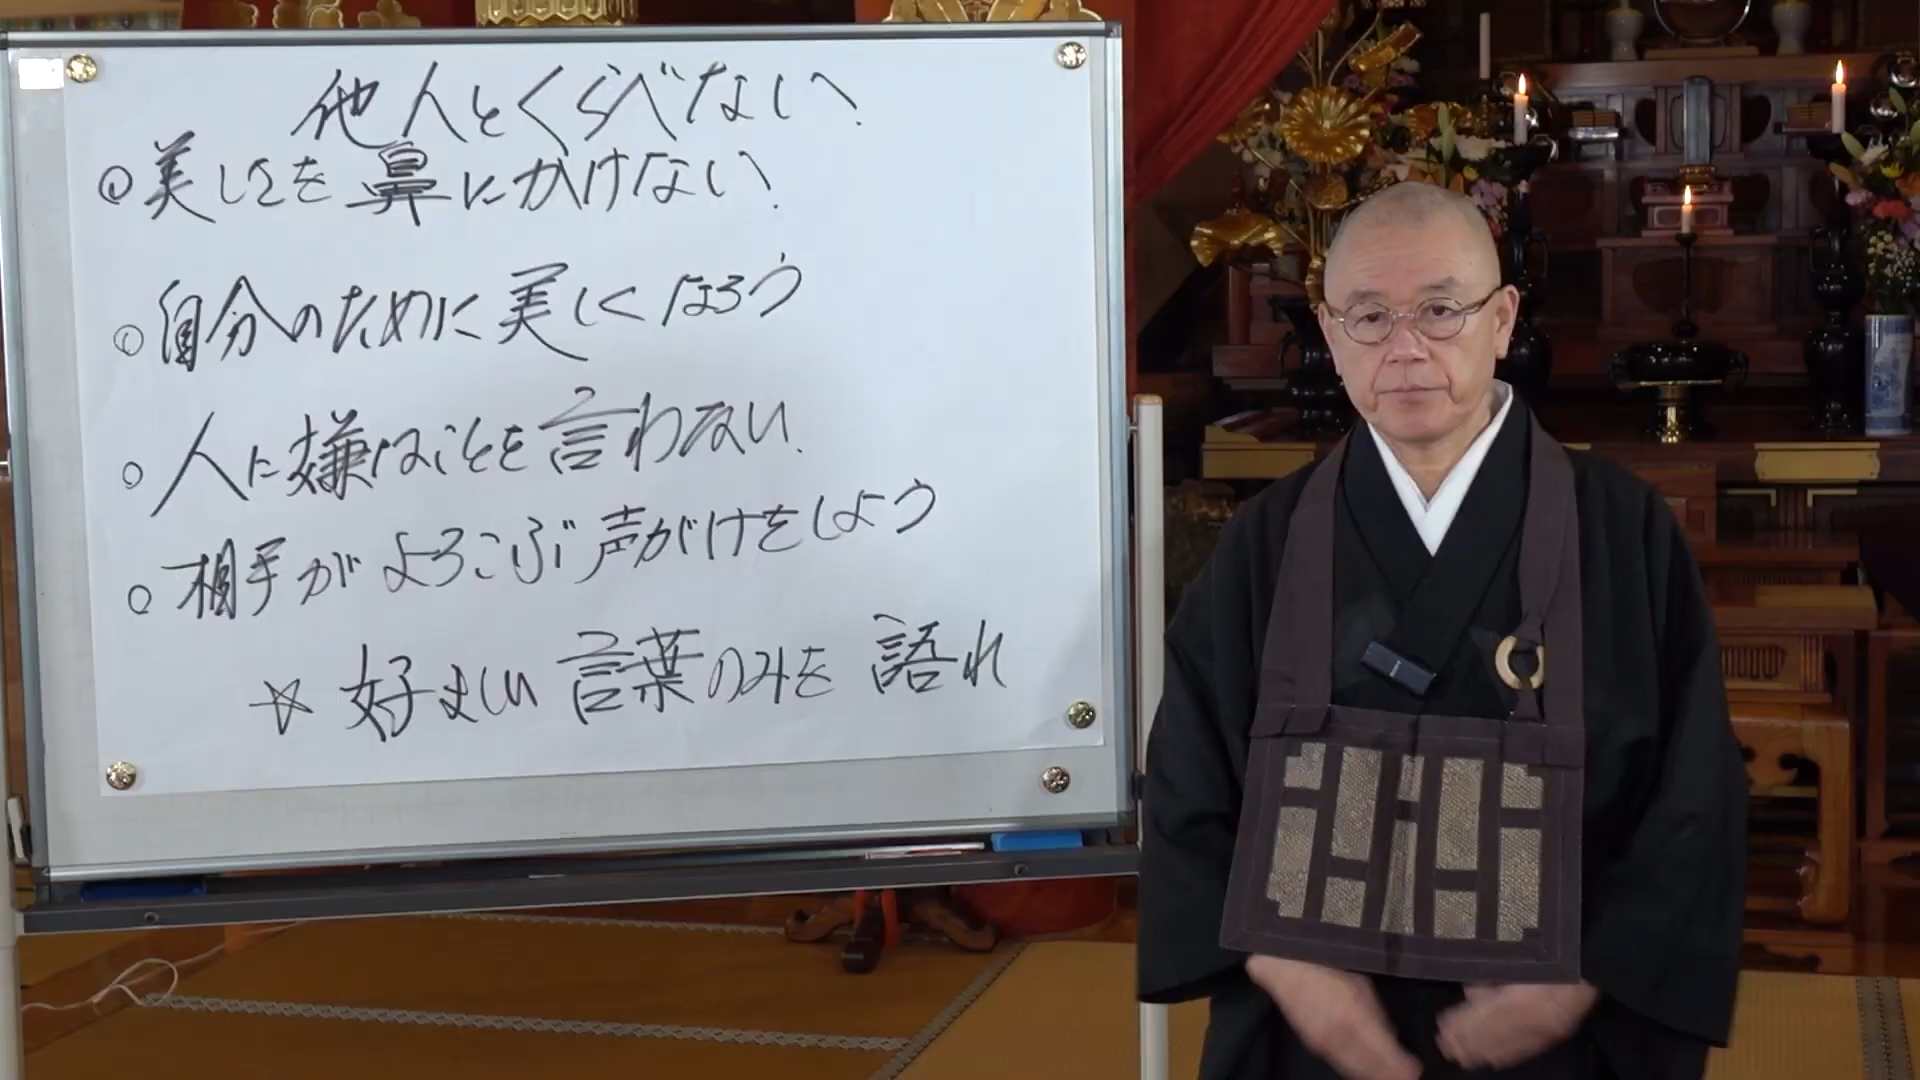 他人とくらべない.
○美しさを鼻にかけない.
○自分のために美しくなろう
○人に嫌なことを言わない.
○相手がよろこぶ声がけをしよう
☆好ましい言葉のみを語れ